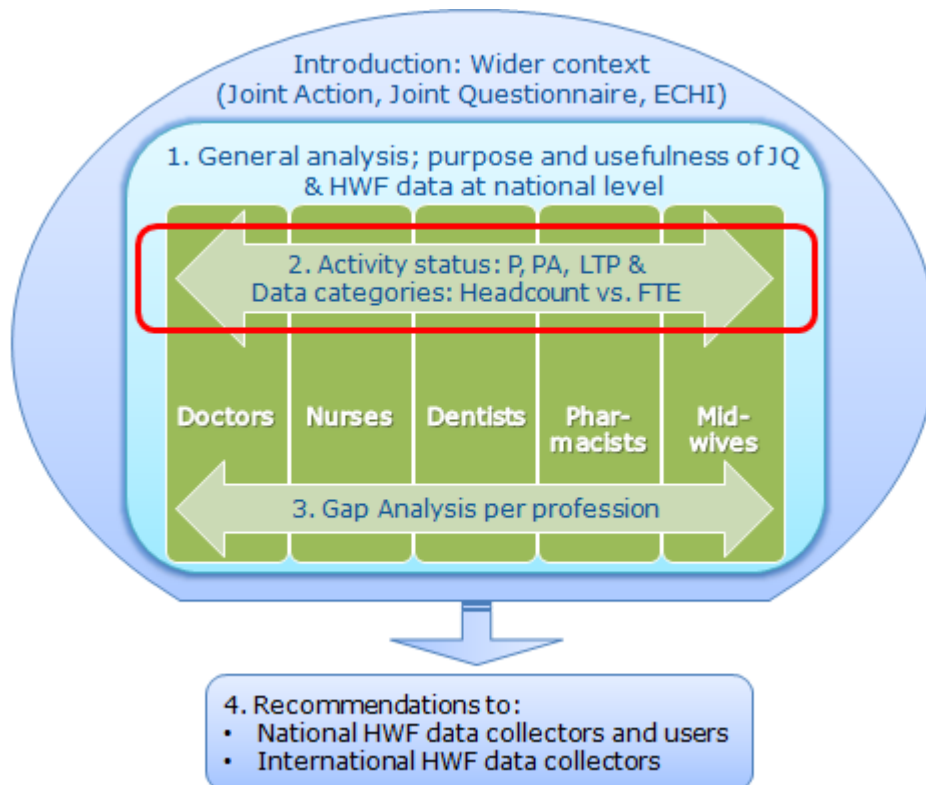 Introduction: Wider context
(Joint Action, Joint Questionnaire, ECHI)
1. General analysis; purpose and usefulness of JQ
& HWF data at national level
2. Activity status: P, PA, LTP &
Data categories: Headcount vs. FTE
Doctors
Nurses
Dentists
Phar-
macists
Mid-
wives
3. Gap Analysis per profession
4. Recommendations to:
• National HWF data collectors and users
• International HWF data collectors